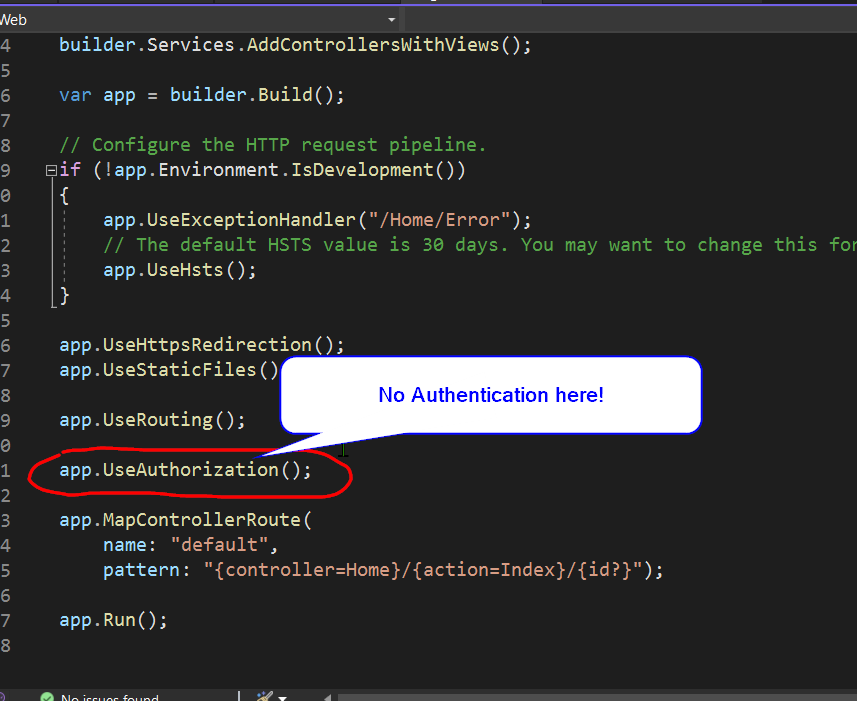 Web
4 builder.Services.AddControllersWithViews();
5
6 var app = builder.Build();
7
8 // Configure the HTTP request pipeline.
9 if (!app.Environment.IsDevelopment())
0 {
1 app.UseExceptionHandler("/Home/Error");
2 // The default HSTS value is 30 days. You may want to change this for
3 app.UseHsts();
4 }
5
6 app.UseHttpsRedirection();
7 app.UseStaticFiles()
No Authentication here!
8
9 app.UseRouting();
0
1 app.UseAuthorization();
2
3 app.MapControllerRoute(
4 name: "default",
5 pattern: "{controller=Home}/{action=Index}/{id?}");
6
7 app.Run();
8
No issues found